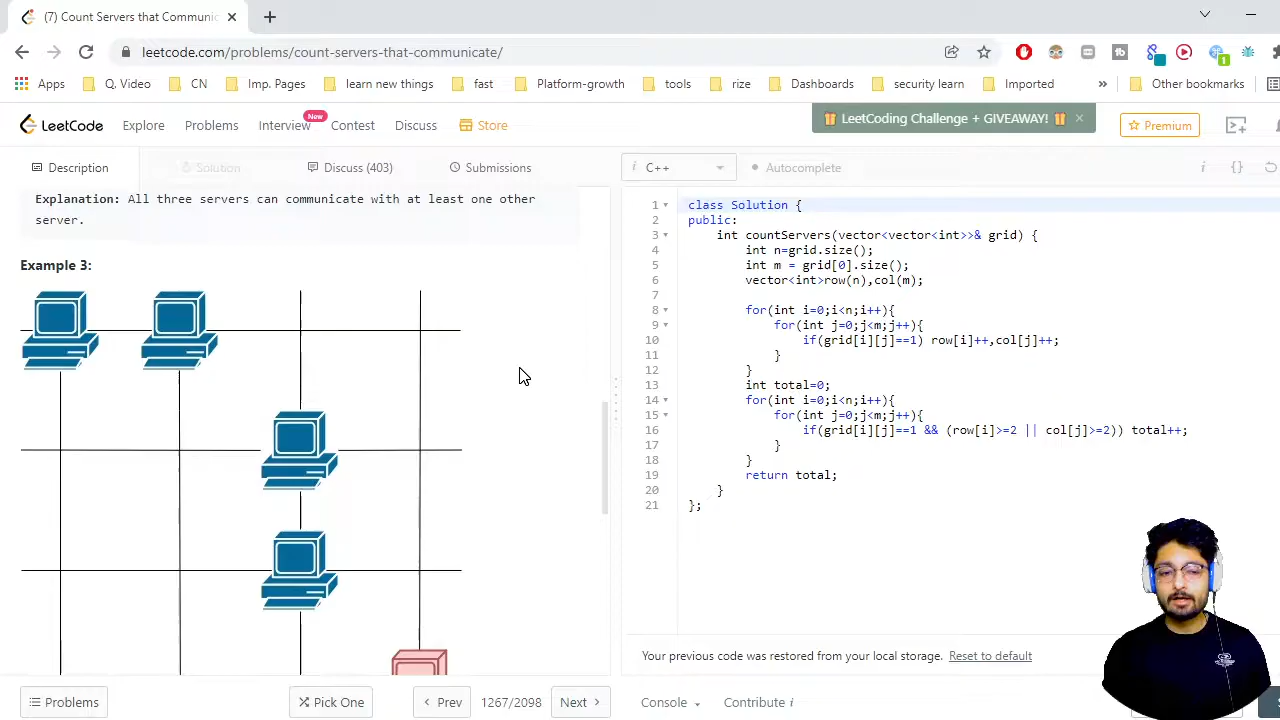 (7) Count Servers that Communic
leetcode.com/problems/count-servers-that-communicate/
Apps Q. Video CN Imp. Pages learn new things fast Platform-growth tools rize Dashboards security learn Imported » Other bookmarks
LeetCode Explore Problems Interview New Contest Discuss Store
🎁 LeetCoding Challenge + GIVEAWAY! 🎁 ×
Premium
Description Solution Discuss (403) Submissions
i C++ Autocomplete i {}
Explanation: All three servers can communicate with at least one other
server.
Example 3:
1 class Solution {
2 public:
3 int countServers(vector<vector<int>>& grid) {
4 int n=grid.size();
5 int m = grid[0].size();
6 vector<int>row(n),col(m);
7
8 for(int i=0;i<n;i++){
9 for(int j=0;j<m;j++){
10 if(grid[i][j]==1) row[i]++,col[j]++;
11 }
12 }
13 int total=0;
14 for(int i=0;i<n;i++){
15 for(int j=0;j<m;j++){
16 if(grid[i][j]==1 && (row[i]>=2 || col[j]>=2)) total++;
17 }
18 }
19 return total;
20 }
21 };
Your previous code was restored from your local storage. Reset to default
Problems Pick One Prev 1267/2098 Next Console Contribute i